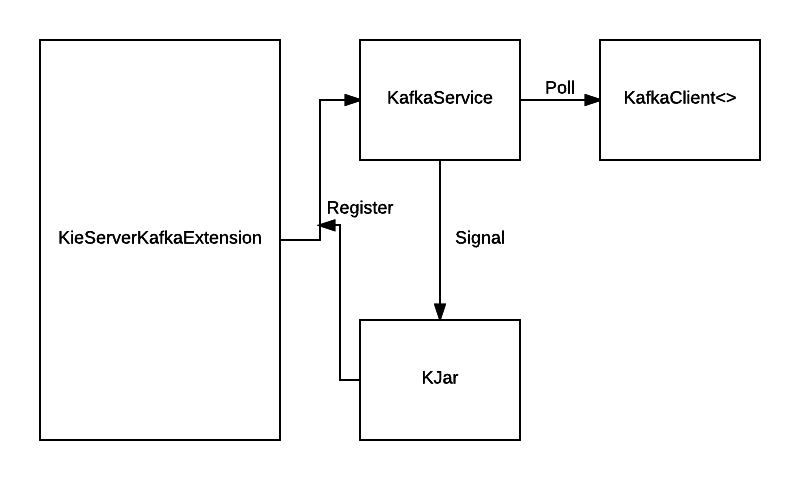 KafkaService
Poll
KafkaClient<>
Register
KieServerKafkaExtension
Signal
KJar